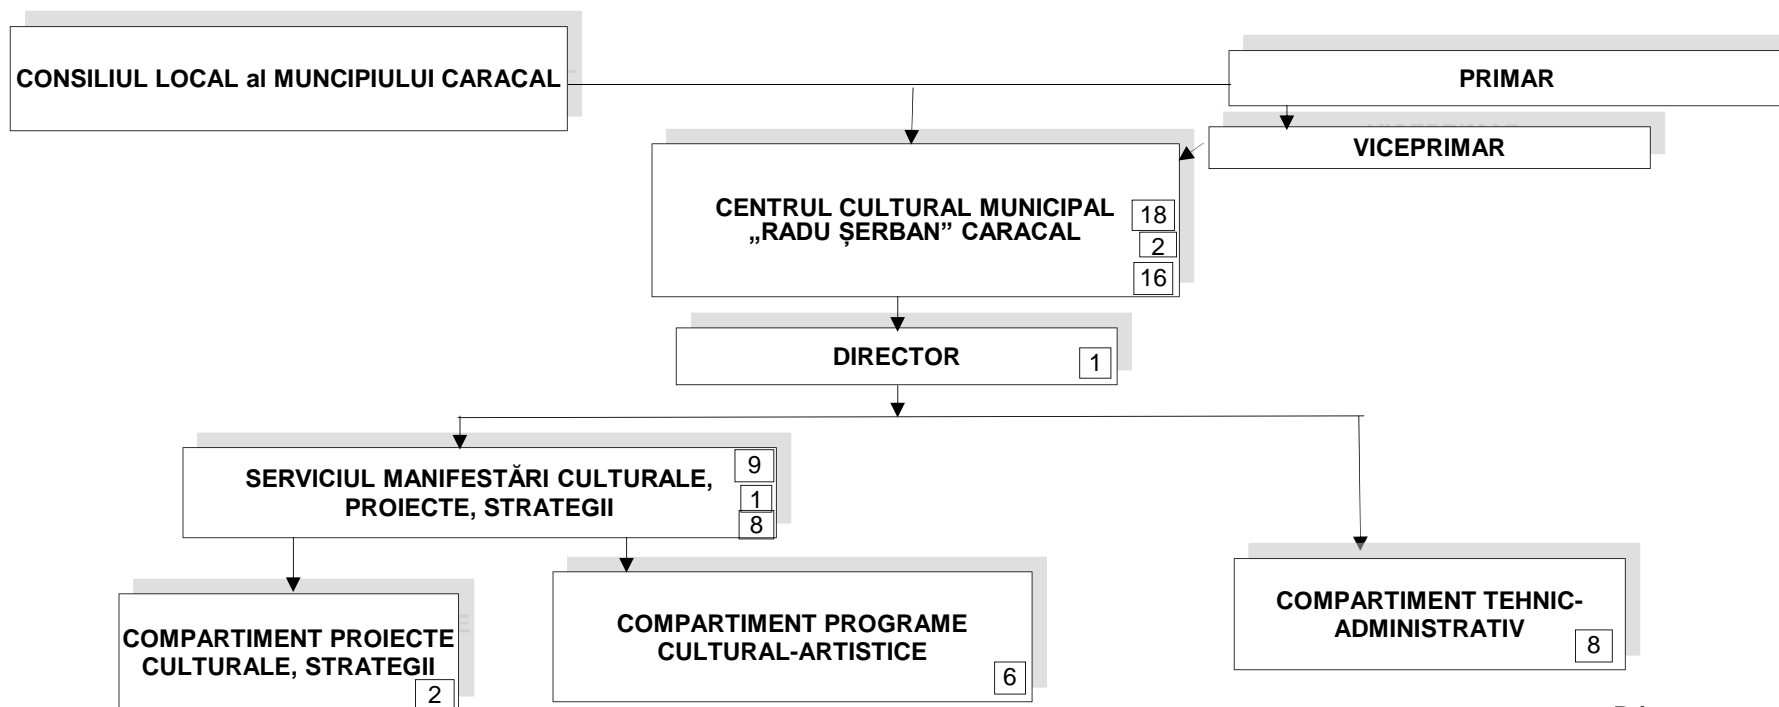 CONSILIUL LOCAL al MUNCIPIULUI CARACAL
PRIMAR
VICEPRIMAR
CENTRUL CULTURAL MUNICIPAL
„RADU ȘERBAN” CARACAL
18
2
16
DIRECTOR
1
SERVICIUL MANIFESTĂRI CULTURALE,
PROIECTE, STRATEGII
9
1
8
COMPARTIMENT PROIECTE
CULTURALE, STRATEGII
2
COMPARTIMENT PROGRAME
CULTURAL-ARTISTICE
6
COMPARTIMENT TEHNIC-
ADMINISTRATIV
8